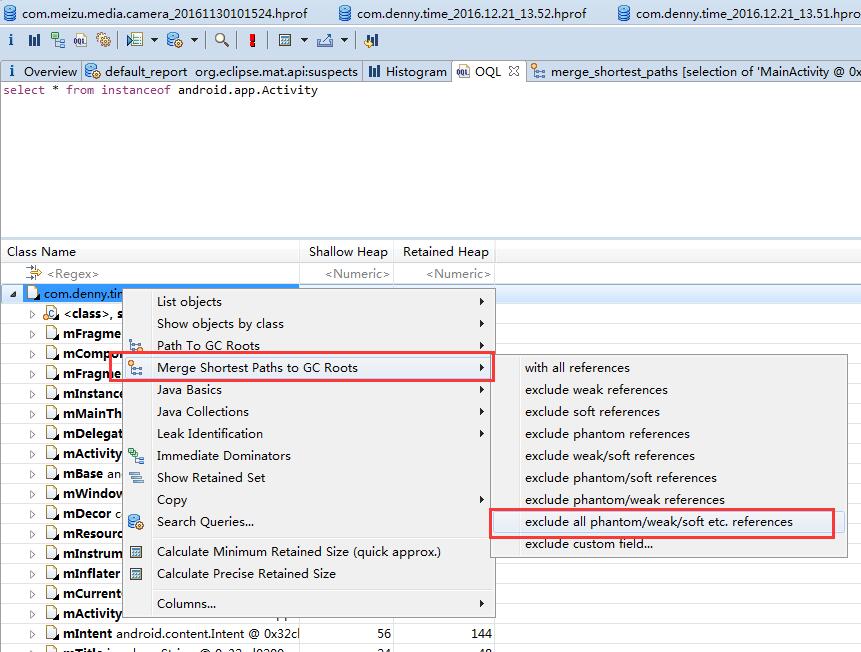 com.meizu.media.camera_20161130101524.hprof com.denny.time_2016.12.21_13.52.hprof com.denny.time_2016.12.21_13.51.hpro
i Overview default_report org.eclipse.mat.api:suspects Histogram OQL merge_shortest_paths [selection of 'MainActivity @ 0x
select * from instanceof android.app.Activity
Class Name Shallow Heap Retained Heap
<Regex> <Numeric> <Numeric>
com.denny.tim
<class>, s
mFragme
mCompo
mFragme
mInstanc
mMainTh
mDelegat
mActivity
mBase an
mWindow
mDecor c
mResourc
mInstrum
mInflater
mCurrent
mActivity
mIntent android.content.Intent @ 0x32cl 56 144
List objects
Show objects by class
Path To GC Roots
Merge Shortest Paths to GC Roots
Java Basics
Java Collections
Leak Identification
Immediate Dominators
Show Retained Set
Copy
Search Queries...
Calculate Minimum Retained Size (quick approx.)
Calculate Precise Retained Size
Columns...
with all references
exclude weak references
exclude soft references
exclude phantom references
exclude weak/soft references
exclude phantom/soft references
exclude phantom/weak references
exclude all phantom/weak/soft etc. references
exclude custom field...